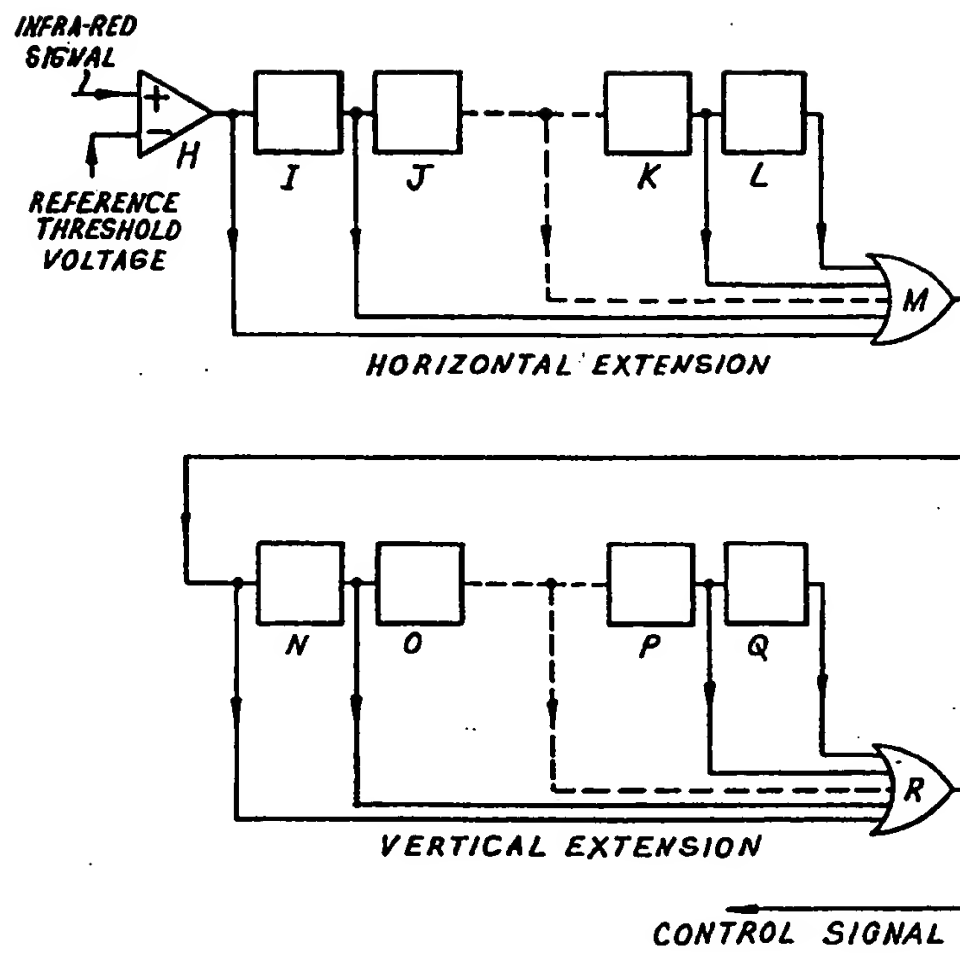 INFRA-RED
SIGNAL
+
−
H
REFERENCE
THRESHOLD
VOLTAGE
I
J
K
L
M
HORIZONTAL EXTENSION
N
O
P
Q
R
VERTICAL EXTENSION
CONTROL SIGNAL